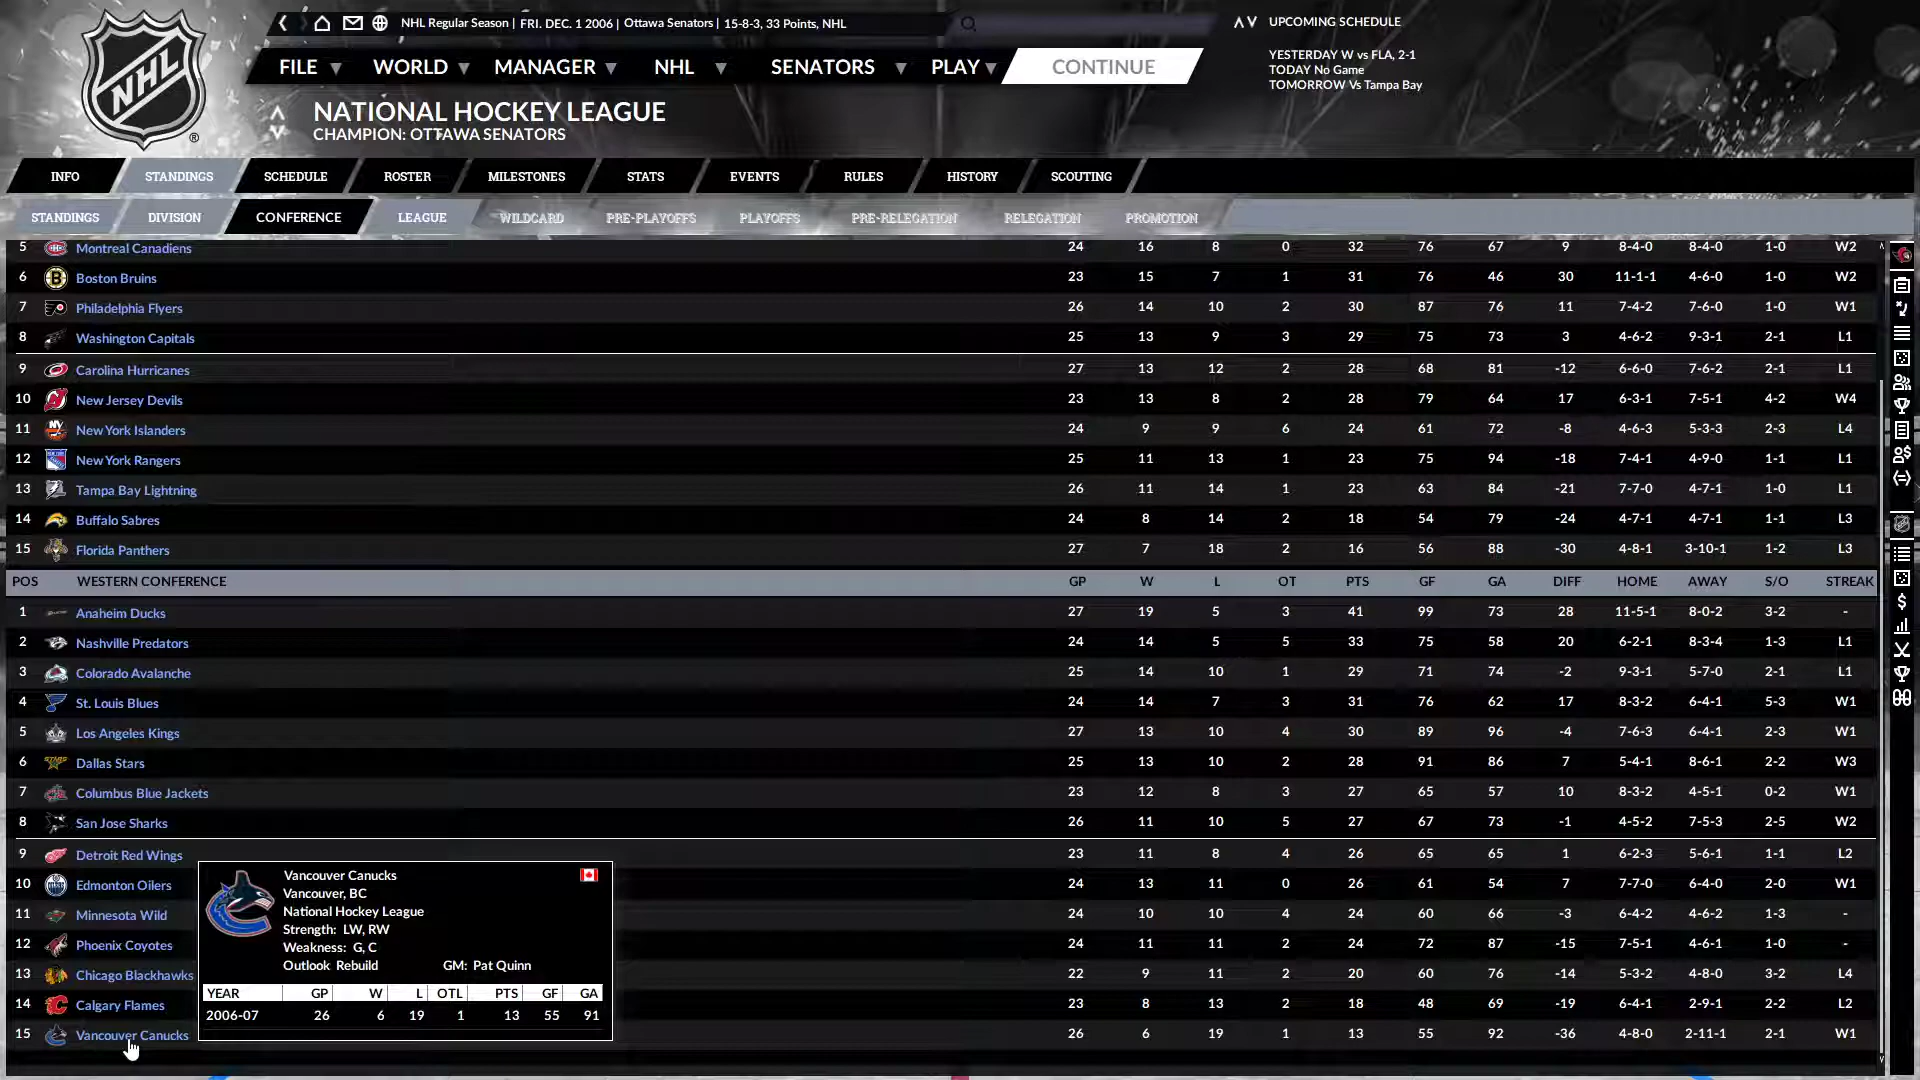 NHL Regular Season | FRI. DEC. 1 2006 | Ottawa Senators | 15-8-3, 33 Points, NHL
UPCOMING SCHEDULE
YESTERDAY W vs FLA, 2-1
TODAY No Game
TOMORROW Vs Tampa Bay
FILE WORLD MANAGER NHL SENATORS PLAY CONTINUE
NHL
NATIONAL HOCKEY LEAGUE
CHAMPION: OTTAWA SENATORS
INFO STANDINGS SCHEDULE ROSTER MILESTONES STATS EVENTS RULES HISTORY SCOUTING
STANDINGS DIVISION CONFERENCE LEAGUE WILDCARD PRE-PLAYOFFS PLAYOFFS PRE-RELEGATION RELEGATION PROMOTION
5 Montreal Canadiens 24 16 8 0 32 76 67 9 8-4-0 8-4-0 1-0 W2
6 Boston Bruins 23 15 7 1 31 76 46 30 11-1-1 4-6-0 1-0 W2
7 Philadelphia Flyers 26 14 10 2 30 87 76 11 7-4-2 7-6-0 1-0 W1
8 Washington Capitals 25 13 9 3 29 75 73 3 4-6-2 9-3-1 2-1 L1
9 Carolina Hurricanes 27 13 12 2 28 68 81 -12 6-6-0 7-6-2 2-1 L1
10 New Jersey Devils 23 13 8 2 28 79 64 17 6-3-1 7-5-1 4-2 W4
11 New York Islanders 24 9 9 6 24 61 72 -8 4-6-3 5-3-3 2-3 L4
12 New York Rangers 25 11 13 1 23 75 94 -18 7-4-1 4-9-0 1-1 L1
13 Tampa Bay Lightning 26 11 14 1 23 63 84 -21 7-7-0 4-7-1 1-0 L1
14 Buffalo Sabres 24 8 14 2 18 54 79 -24 4-7-1 4-7-1 1-1 L3
15 Florida Panthers 27 7 18 2 16 56 88 -30 4-8-1 3-10-1 1-2 L3
POS WESTERN CONFERENCE GP W L OT PTS GF GA DIFF HOME AWAY S/O STREAK
1 Anaheim Ducks 27 19 5 3 41 99 73 28 11-5-1 8-0-2 3-2 -
2 Nashville Predators 24 14 5 5 33 75 58 20 6-2-1 8-3-4 1-3 L1
3 Colorado Avalanche 25 14 10 1 29 71 74 -2 9-3-1 5-7-0 2-1 L1
4 St. Louis Blues 24 14 7 3 31 76 62 17 8-3-2 6-4-1 5-3 W1
5 Los Angeles Kings 27 13 10 4 30 89 96 -4 7-6-3 6-4-1 2-3 W1
6 Dallas Stars 25 13 10 2 28 91 86 7 5-4-1 8-6-1 2-2 W3
7 Columbus Blue Jackets 23 12 8 3 27 65 57 10 8-3-2 4-5-1 0-2 W1
8 San Jose Sharks 26 11 10 5 27 67 73 -1 4-5-2 7-5-3 2-5 W2
9 Detroit Red Wings 23 11 8 4 26 65 65 1 6-2-3 5-6-1 1-1 L2
10 Edmonton Oilers 24 13 11 0 26 61 54 7 7-7-0 6-4-0 2-0 W1
11 Minnesota Wild 24 10 10 4 24 60 66 -3 6-4-2 4-6-2 1-3 -
12 Phoenix Coyotes 24 11 11 2 24 72 87 -15 7-5-1 4-6-1 1-0 -
13 Chicago Blackhawks 22 9 11 2 20 60 76 -14 5-3-2 4-8-0 3-2 L4
14 Calgary Flames 23 8 13 2 18 48 69 -19 6-4-1 2-9-1 2-2 L2
15 Vancouver Canucks 26 6 19 1 13 55 92 -36 4-8-0 2-11-1 2-1 W1
Vancouver Canucks
Vancouver, BC
National Hockey League
Strength: LW, RW
Weakness: G, C
Outlook Rebuild GM: Pat Quinn
YEAR GP W L OTL PTS GF GA
2006-07 26 6 19 1 13 55 91